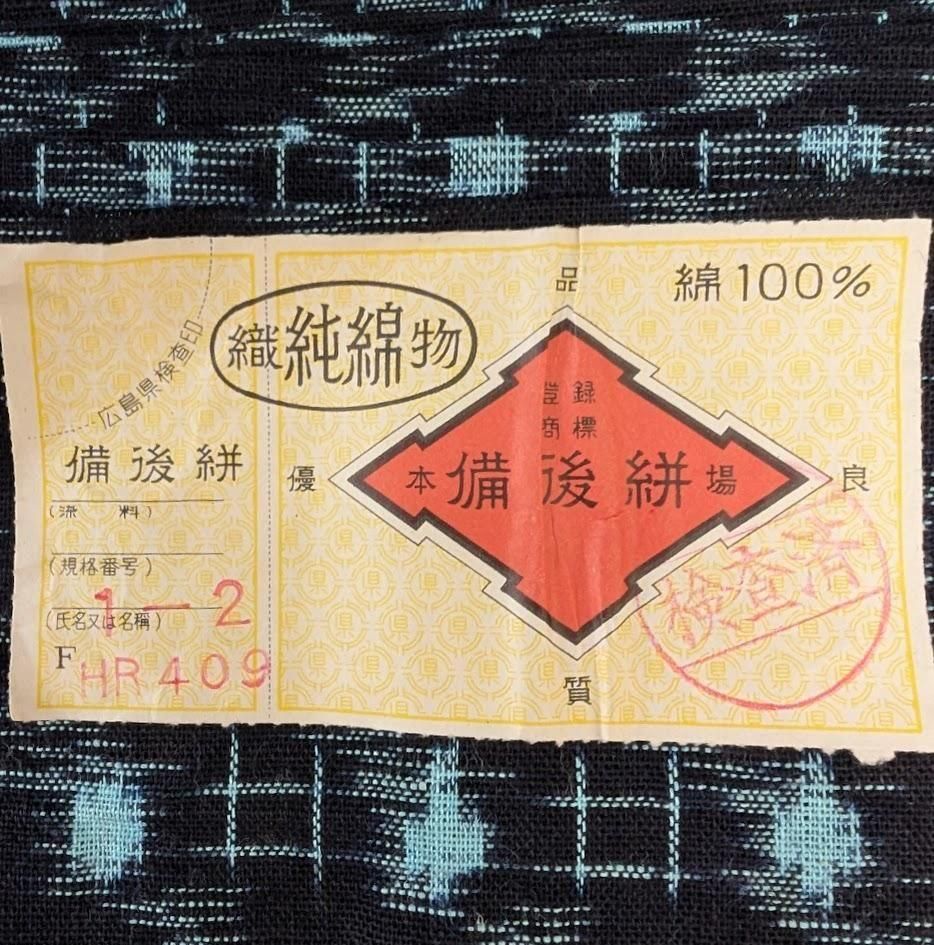 広島県検査印
備後絣
(染　料)
(規格番号)
1-2
(氏名又は名称)
F HR409
織純綿物
綿100%
品
登録
商標
優
本備後絣場
良
質
検査済